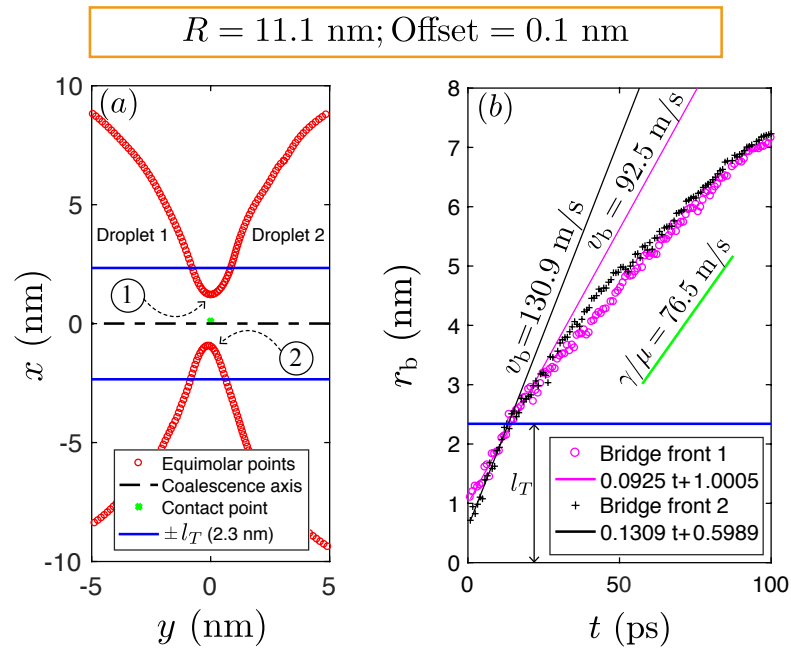 R = 11.1 nm; Offset = 0.1 nm
(a)
10
5
0
-5
-10
-5
0
5
x (nm)
y (nm)
Droplet 1
Droplet 2
1
2
Equimolar points
Coalescence axis
Contact point
± l_T (2.3 nm)
(b)
8
7
6
5
4
3
2
1
0
0
50
100
r_b (nm)
t (ps)
v_b = 130.9 m/s
v_b = 92.5 m/s
γ/μ = 76.5 m/s
l_T
Bridge front 1
0.0925 t+1.0005
Bridge front 2
0.1309 t+0.5989